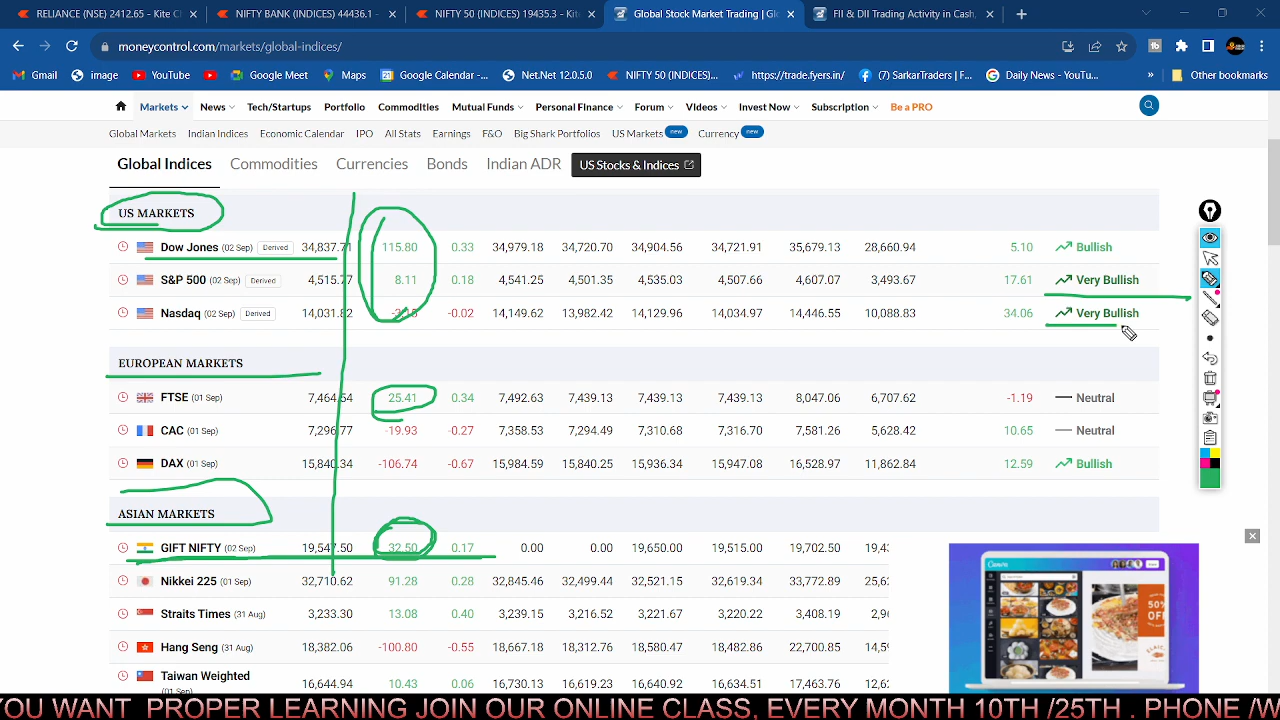 RELIANCE (NSE) 2412.65 - Kite C NIFTY BANK (INDICES) 44436.1 - NIFTY 50 (INDICES) 19435.3 - Kite Global Stock Market Trading | Glo FII & DII Trading Activity in Cash,
moneycontrol.com/markets/global-indices/
Gmail image YouTube Google Meet Maps Google Calendar -... NetNet 12.0.0.0 NIFTY 50 (INDICES)... https://trade.fyers.in/ (7) SarkarTraders | F... Daily News - YouTu... » Other bookmarks
Markets News Tech/Startups Portfolio Commodities Mutual Funds Personal Finance Forum Videos Invest Now Subscription Be a PRO
Global Markets Indian Indices Economic Calendar IPO All Stats Earnings F&O Big Shark Portfolios US Markets new Currency new
Global Indices Commodities Currencies Bonds Indian ADR US Stocks & Indices
US MARKETS
Dow Jones (02 Sep) Derived 34,837.71 115.80 0.33 34,979.18 34,720.70 34,904.56 34,721.91 35,679.13 28,660.94 5.10 Bullish
S&P 500 (02 Sep) Derived 4,515.77 8.11 0.18 4,541.25 4,501.35 4,535.03 4,507.66 4,607.07 3,493.67 17.61 Very Bullish
Nasdaq (02 Sep) Derived 14,031.82 -0.02 14,149.62 13,982.42 14,129.96 14,034.97 14,446.55 10,088.83 34.06 Very Bullish
EUROPEAN MARKETS
FTSE (01 Sep) 7,464.54 25.41 0.34 7,792.63 7,439.13 7,439.13 7,439.13 8,047.06 6,707.62 -1.19 Neutral
CAC (01 Sep) 7,296.77 -19.93 -0.27 7,358.53 7,294.49 7,310.68 7,316.70 7,581.26 5,628.42 10.65 Neutral
DAX (01 Sep) 15,840.34 -106.74 -0.67 15,784.59 15,840.25 15,936.34 15,947.08 16,528.97 11,862.84 12.59 Bullish
ASIAN MARKETS
GIFT NIFTY (02 Sep) 19,547.50 32.50 0.17 0.00 0.00 19,650.00 19,515.00 19,762.50
Nikkei 225 (01 Sep) 32,710.62 91.28 0.28 32,845.46 32,499.44 32,521.15 32,619.34 33,772.89
Straits Times (31 Aug) 13.08 0.40 3,239.15 3,216.52 3,221.67 3,220.22 3,408.19
Hang Seng (31 Aug) -100.80 -0.55 18,667.18 18,312.76 18,580.47 18,482.86 22,700.85
Taiwan Weighted 16,644.94 10.43 0.06 16,730.13 16,619.23 16,640.92 16,634.51 17,463.76
YOU WANT PROPER LEARNING JOIN OUR ONLINE CLASS, EVERY MONTH 10TH /25TH . PHONE /W